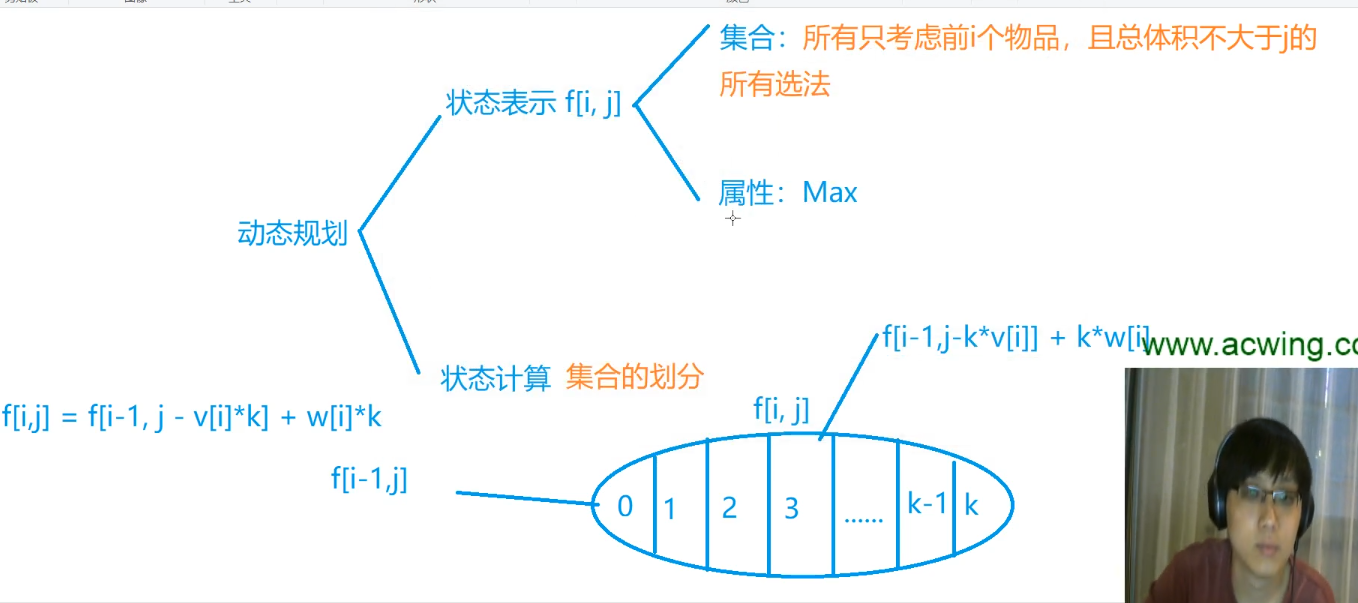 集合：所有只考虑前i个物品，且总体积不大于j的
所有选法
状态表示 f[i, j]
属性：Max
动态规划
f[i-1,j-k*v[i]] + k*w[i]
www.acwing.co
状态计算 集合的划分
f[i,j] = f[i-1, j - v[i]*k] + w[i]*k
f[i, j]
f[i-1,j]
0 1 2 3 ...... k-1 k